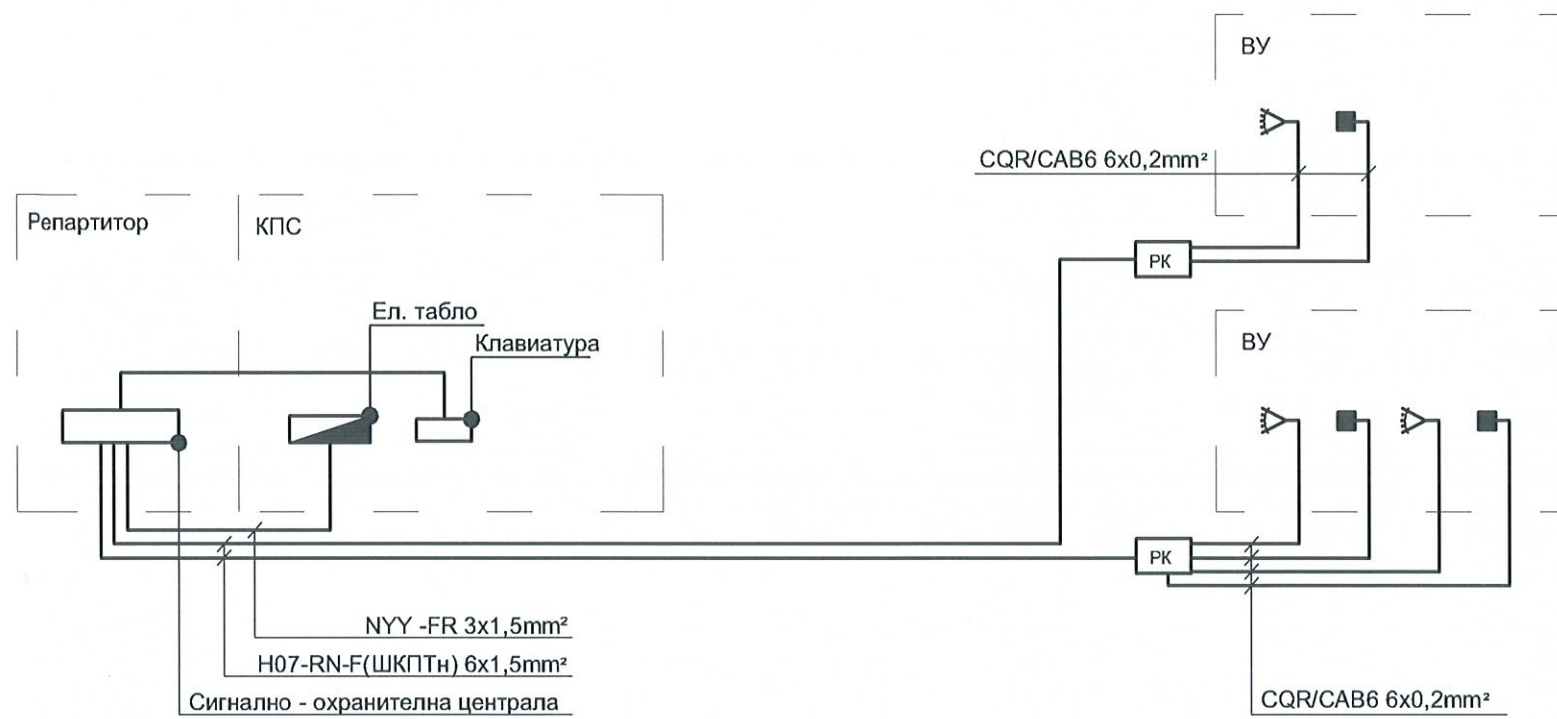 ВУ
CQR/CAB6 6x0,2mm²
Репартитор
КПС
РК
Ел. табло
Клавиатура
ВУ
РК
NYY -FR 3x1,5mm²
H07-RN-F(ШКПТн) 6x1,5mm²
Сигнално - охранителна централа
CQR/CAB6 6x0,2mm²